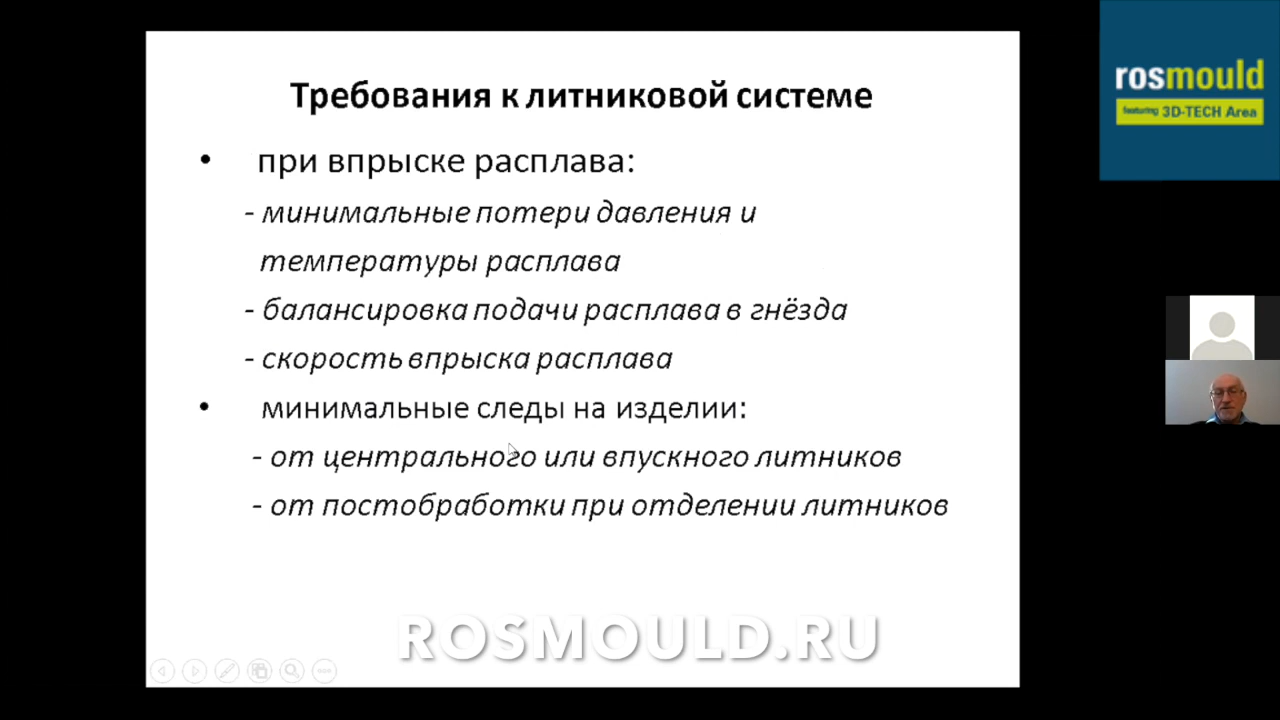 Требования к литниковой системе
• при впрыске расплава:
- минимальные потери давления и
температуры расплава
- балансировка подачи расплава в гнёзда
- скорость впрыска расплава
• минимальные следы на изделии:
- от центрального или впускного литников
- от постобработки при отделении литников
ROSMOULD.RU
rosmould
featuring 3D-TECH Area